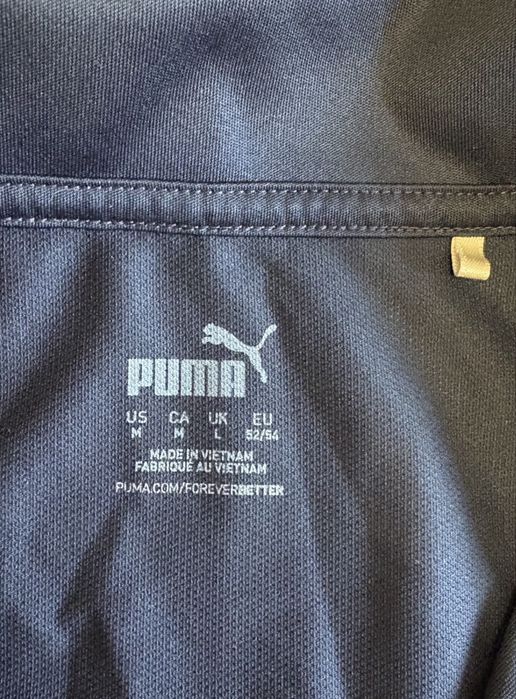 PUMA
US CA UK EU
M M L 52/54
MADE IN VIETNAM
FABRIQUÉ AU VIETNAM
PUMA.COM/FOREVERBETTER